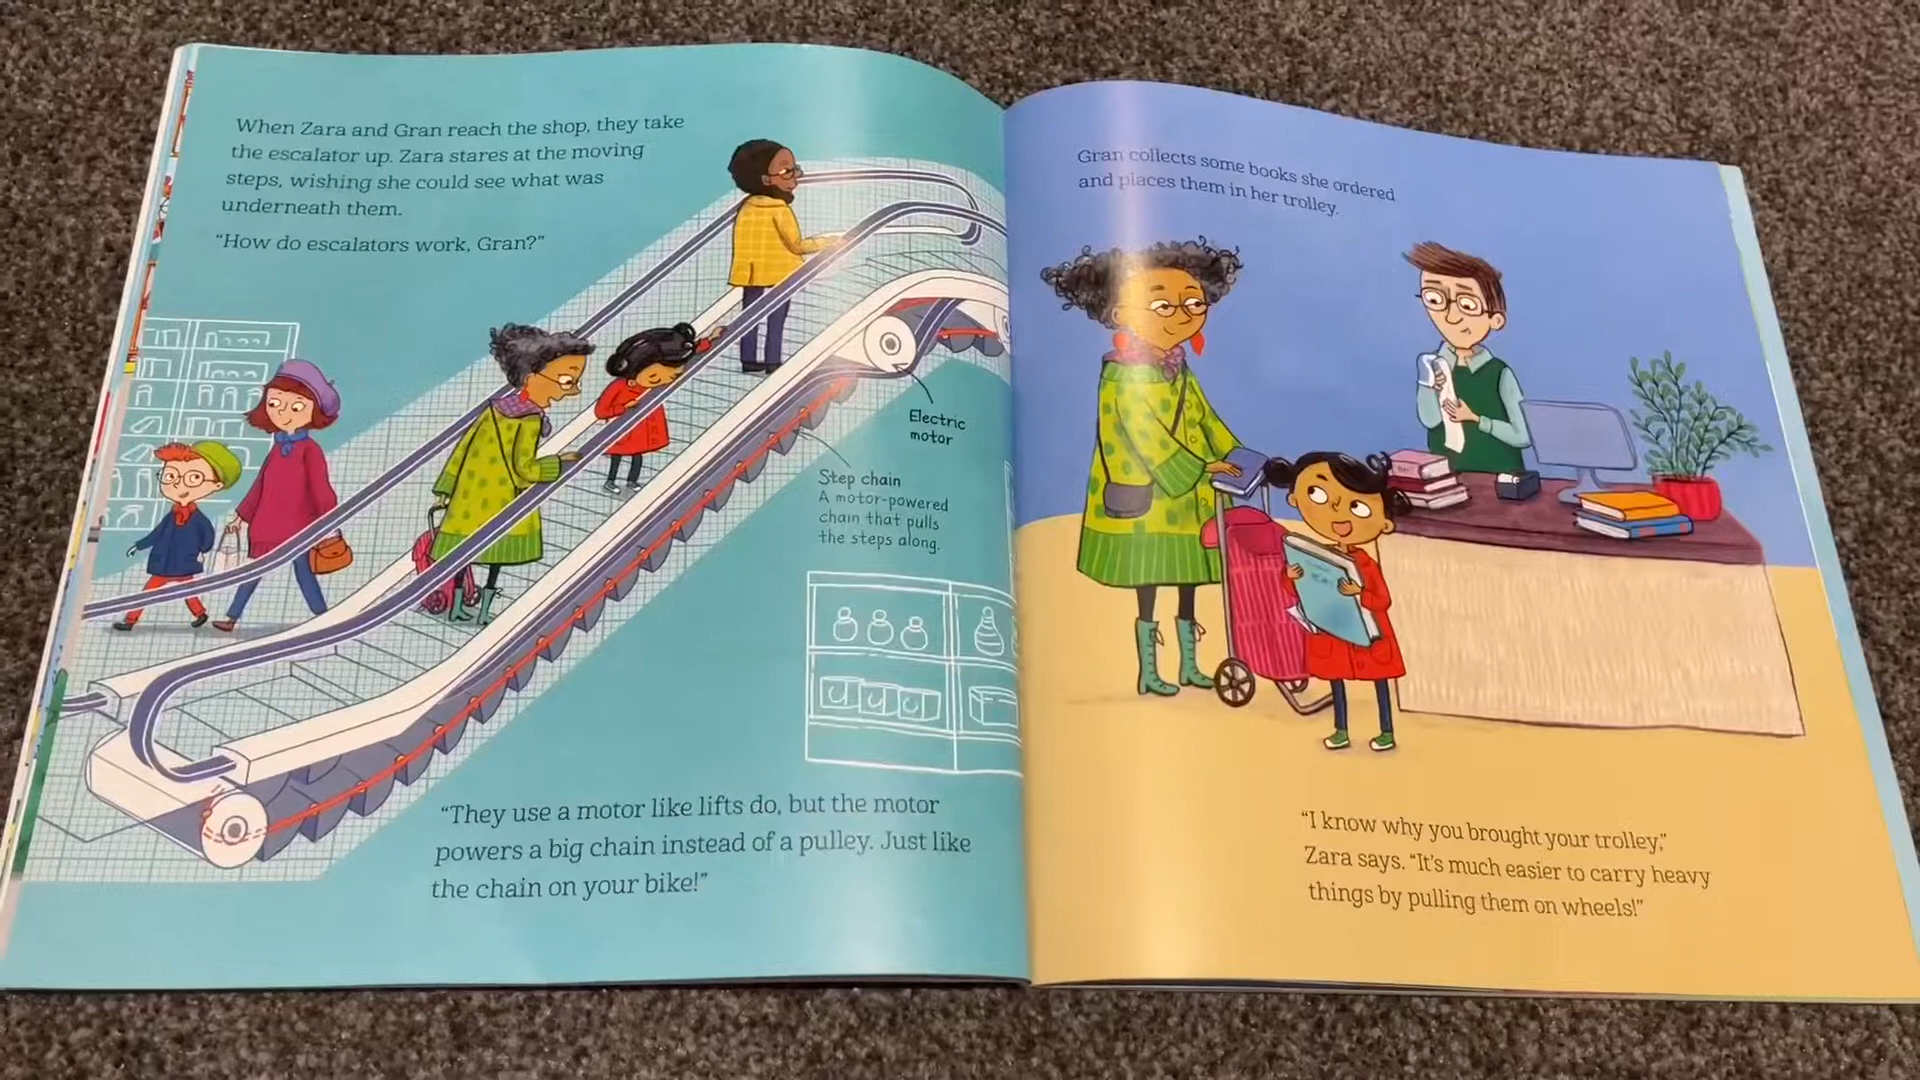 When Zara and Gran reach the shop, they take
the escalator up. Zara stares at the moving
steps, wishing she could see what was
underneath them.
“How do escalators work, Gran?”
Electric
motor
Step chain
A motor-powered
chain that pulls
the steps along.
“They use a motor like lifts do, but the motor
powers a big chain instead of a pulley. Just like
the chain on your bike!”
Gran collects some books she ordered
and places them in her trolley.
“I know why you brought your trolley,”
Zara says. “It’s much easier to carry heavy
things by pulling them on wheels!”